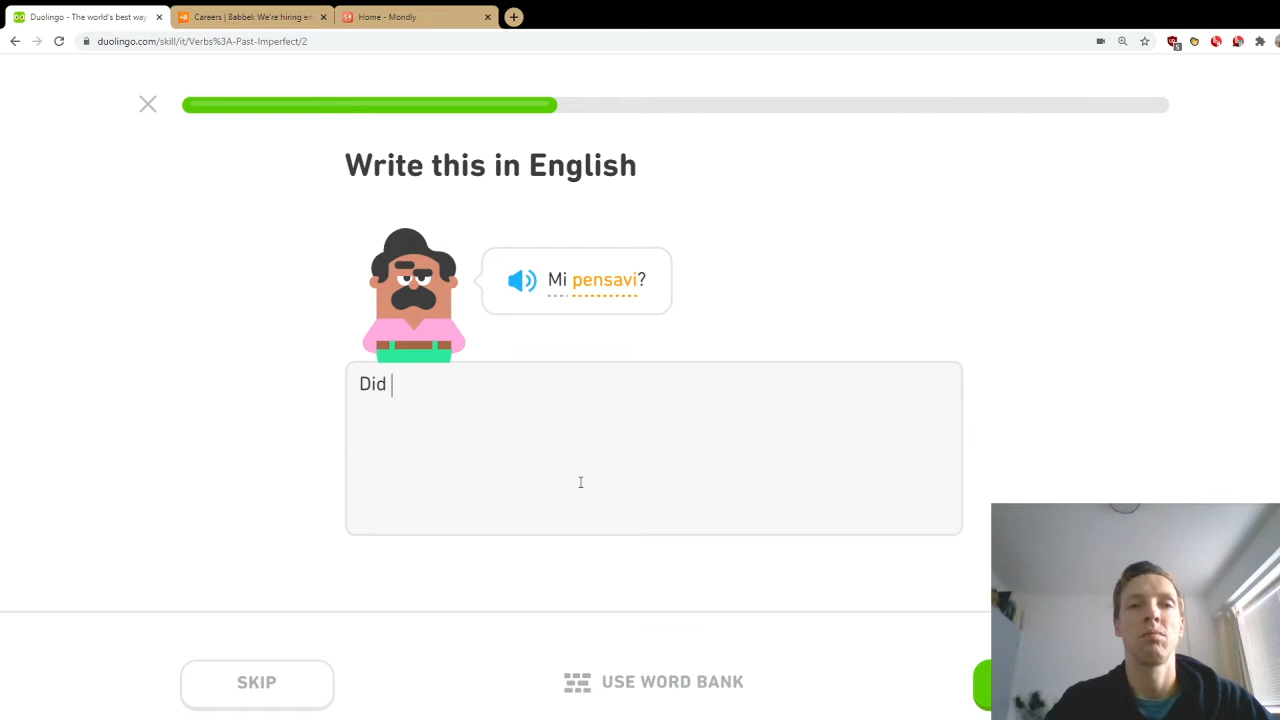 Duolingo - The world's best way
Careers | Babbel: We're hiring en
Home - Mondly
duolingo.com/skill/it/Verbs%3A-Past-Imperfect/2
5
Write this in English
Mi pensavi?
Did
SKIP
USE WORD BANK